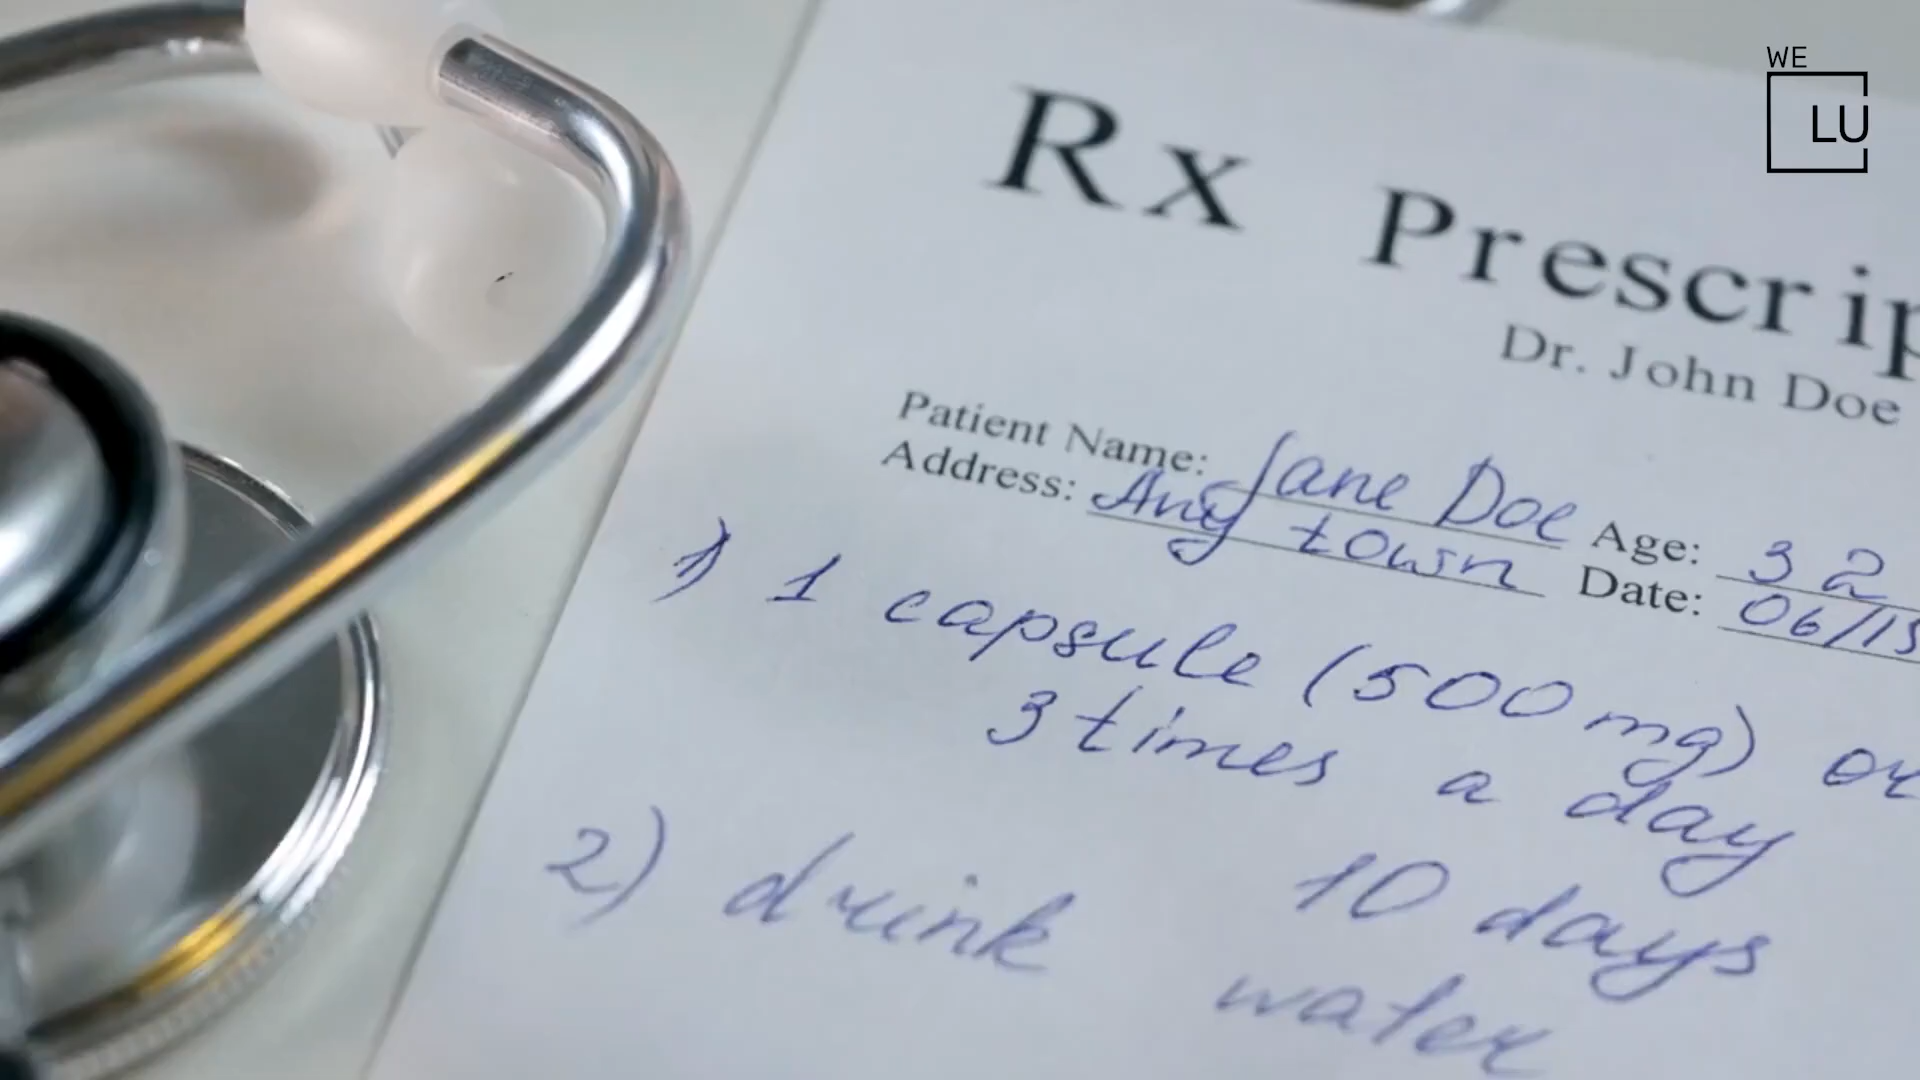 WE
LU
Rx Prescrip
Dr. John Doe
Patient Name: Jane Doe Age: 32
Address: Any town Date: 06/15
1) 1 capsule (500 mg) or
3 times a day
10 days
2) drink water